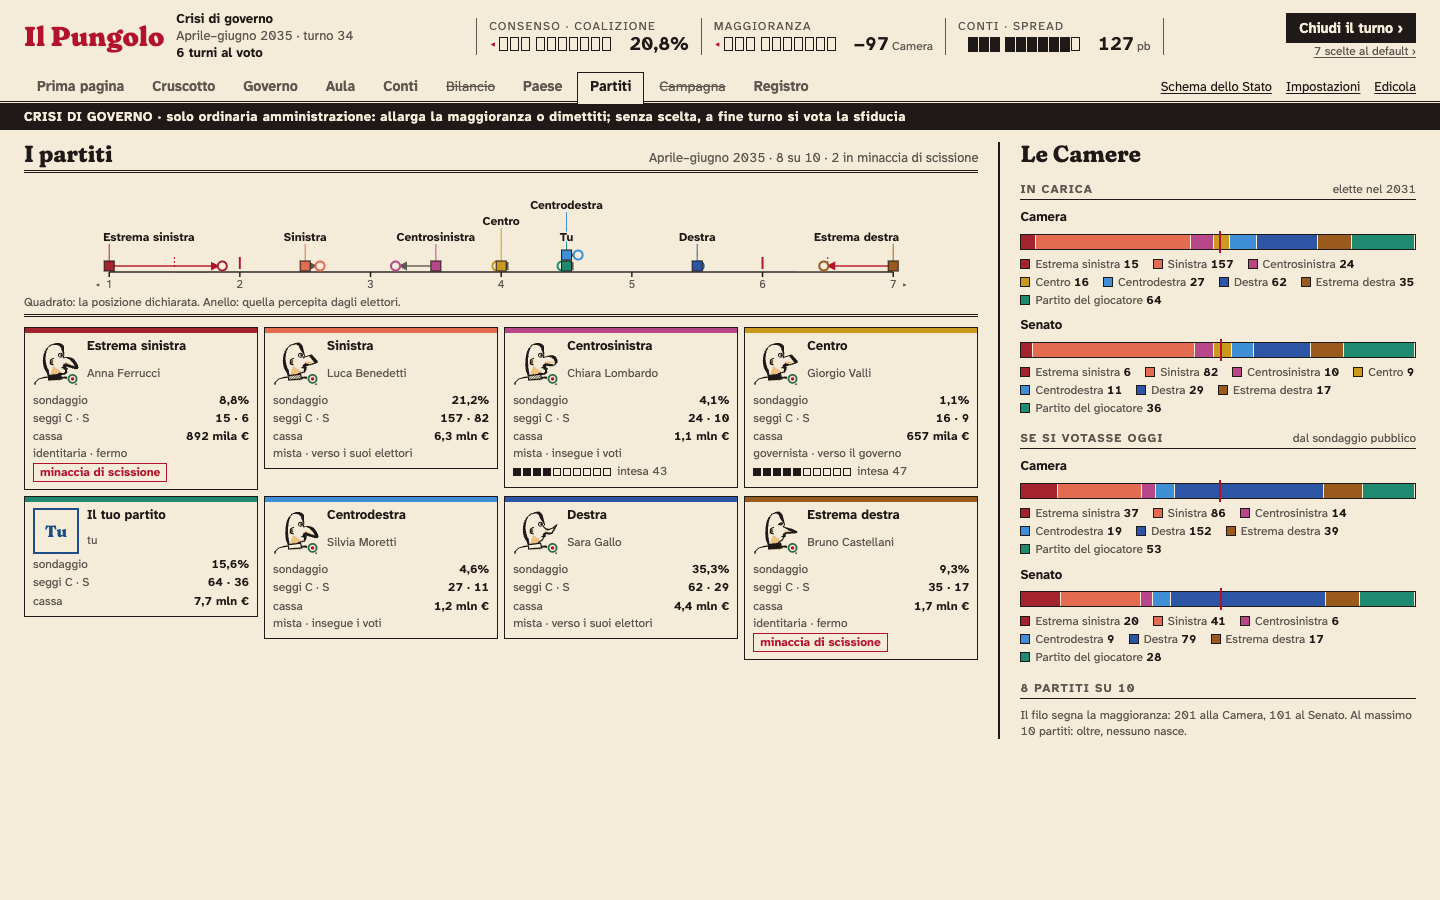 Il Pungolo
Crisi di governo
Aprile–giugno 2035 · turno 34
6 turni al voto
CONSENSO · COALIZIONE
20,8%
MAGGIORANZA
−97 Camera
CONTI · SPREAD
127 pb
Chiudi il turno ›
7 scelte al default ›
Prima pagina Cruscotto Governo Aula Conti Bilancio Paese Partiti Campagna Registro
Schema dello Stato Impostazioni Edicola
CRISI DI GOVERNO · solo ordinaria amministrazione: allarga la maggioranza o dimettiti; senza scelta, a fine turno si vota la sfiducia
I partiti
Aprile–giugno 2035 · 8 su 10 · 2 in minaccia di scissione
Centrodestra
Centro
Estrema sinistra Sinistra Centrosinistra Tu Destra Estrema destra
1 2 3 4 5 6 7
Quadrato: la posizione dichiarata. Anello: quella percepita dagli elettori.
Estrema sinistra
Anna Ferrucci
sondaggio 8,8%
seggi C · S 15 · 6
cassa 892 mila €
identitaria · fermo
minaccia di scissione
Sinistra
Luca Benedetti
sondaggio 21,2%
seggi C · S 157 · 82
cassa 6,3 mln €
mista · verso i suoi elettori
Centrosinistra
Chiara Lombardo
sondaggio 4,1%
seggi C · S 24 · 10
cassa 1,1 mln €
mista · insegue i voti
intesa 43
Centro
Giorgio Valli
sondaggio 1,1%
seggi C · S 16 · 9
cassa 657 mila €
governista · verso il governo
intesa 47
Tu
Il tuo partito
tu
sondaggio 15,6%
seggi C · S 64 · 36
cassa 7,7 mln €
Centrodestra
Silvia Moretti
sondaggio 4,6%
seggi C · S 27 · 11
cassa 1,2 mln €
mista · insegue i voti
Destra
Sara Gallo
sondaggio 35,3%
seggi C · S 62 · 29
cassa 4,4 mln €
mista · verso i suoi elettori
Estrema destra
Bruno Castellani
sondaggio 9,3%
seggi C · S 35 · 17
cassa 1,7 mln €
identitaria · fermo
minaccia di scissione
Le Camere
IN CARICA elette nel 2031
Camera
Estrema sinistra 15 Sinistra 157 Centrosinistra 24
Centro 16 Centrodestra 27 Destra 62 Estrema destra 35
Partito del giocatore 64
Senato
Estrema sinistra 6 Sinistra 82 Centrosinistra 10 Centro 9
Centrodestra 11 Destra 29 Estrema destra 17
Partito del giocatore 36
SE SI VOTASSE OGGI dal sondaggio pubblico
Camera
Estrema sinistra 37 Sinistra 86 Centrosinistra 14
Centrodestra 19 Destra 152 Estrema destra 39
Partito del giocatore 53
Senato
Estrema sinistra 20 Sinistra 41 Centrosinistra 6
Centrodestra 9 Destra 79 Estrema destra 17
Partito del giocatore 28
8 PARTITI SU 10
Il filo segna la maggioranza: 201 alla Camera, 101 al Senato. Al massimo
10 partiti: oltre, nessuno nasce.